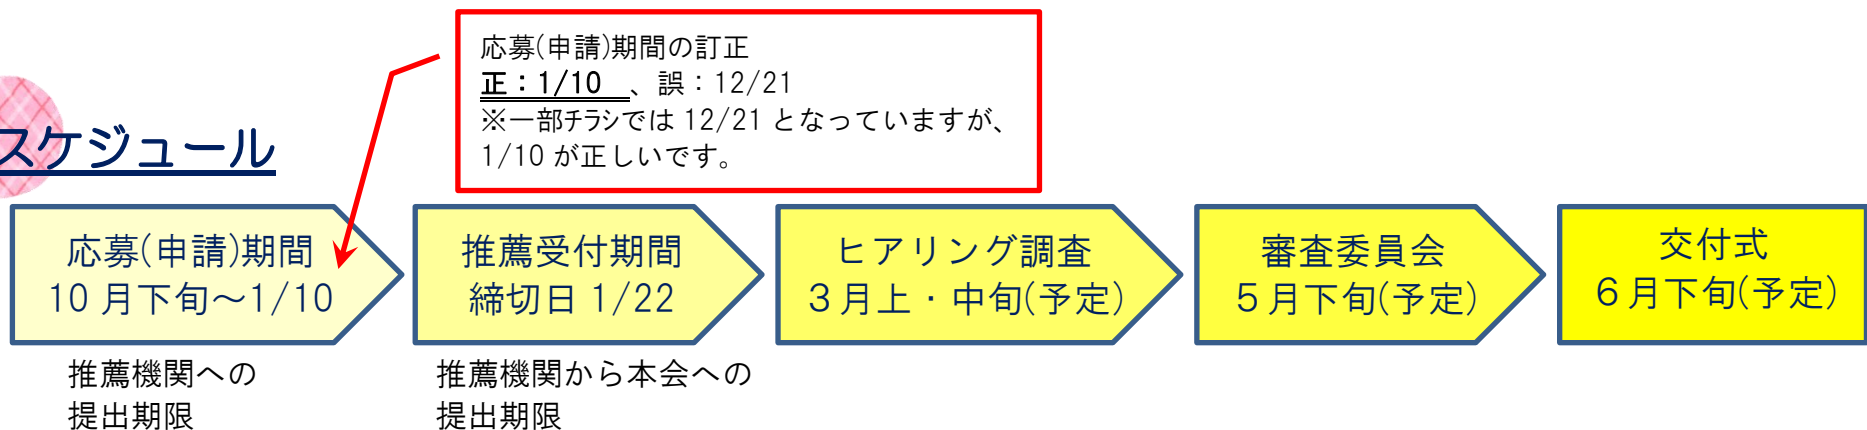 応募(申請)期間の訂正
正：1/10 、誤：12/21
※一部チラシでは 12/21 となっていますが、
1/10 が正しいです。
スケジュール
応募(申請)期間
10 月下旬～1/10
推薦機関への
提出期限
推薦受付期間
締切日 1/22
推薦機関から本会への
提出期限
ヒアリング調査
３月上・中旬(予定)
審査委員会
５月下旬(予定)
交付式
６月下旬(予定)